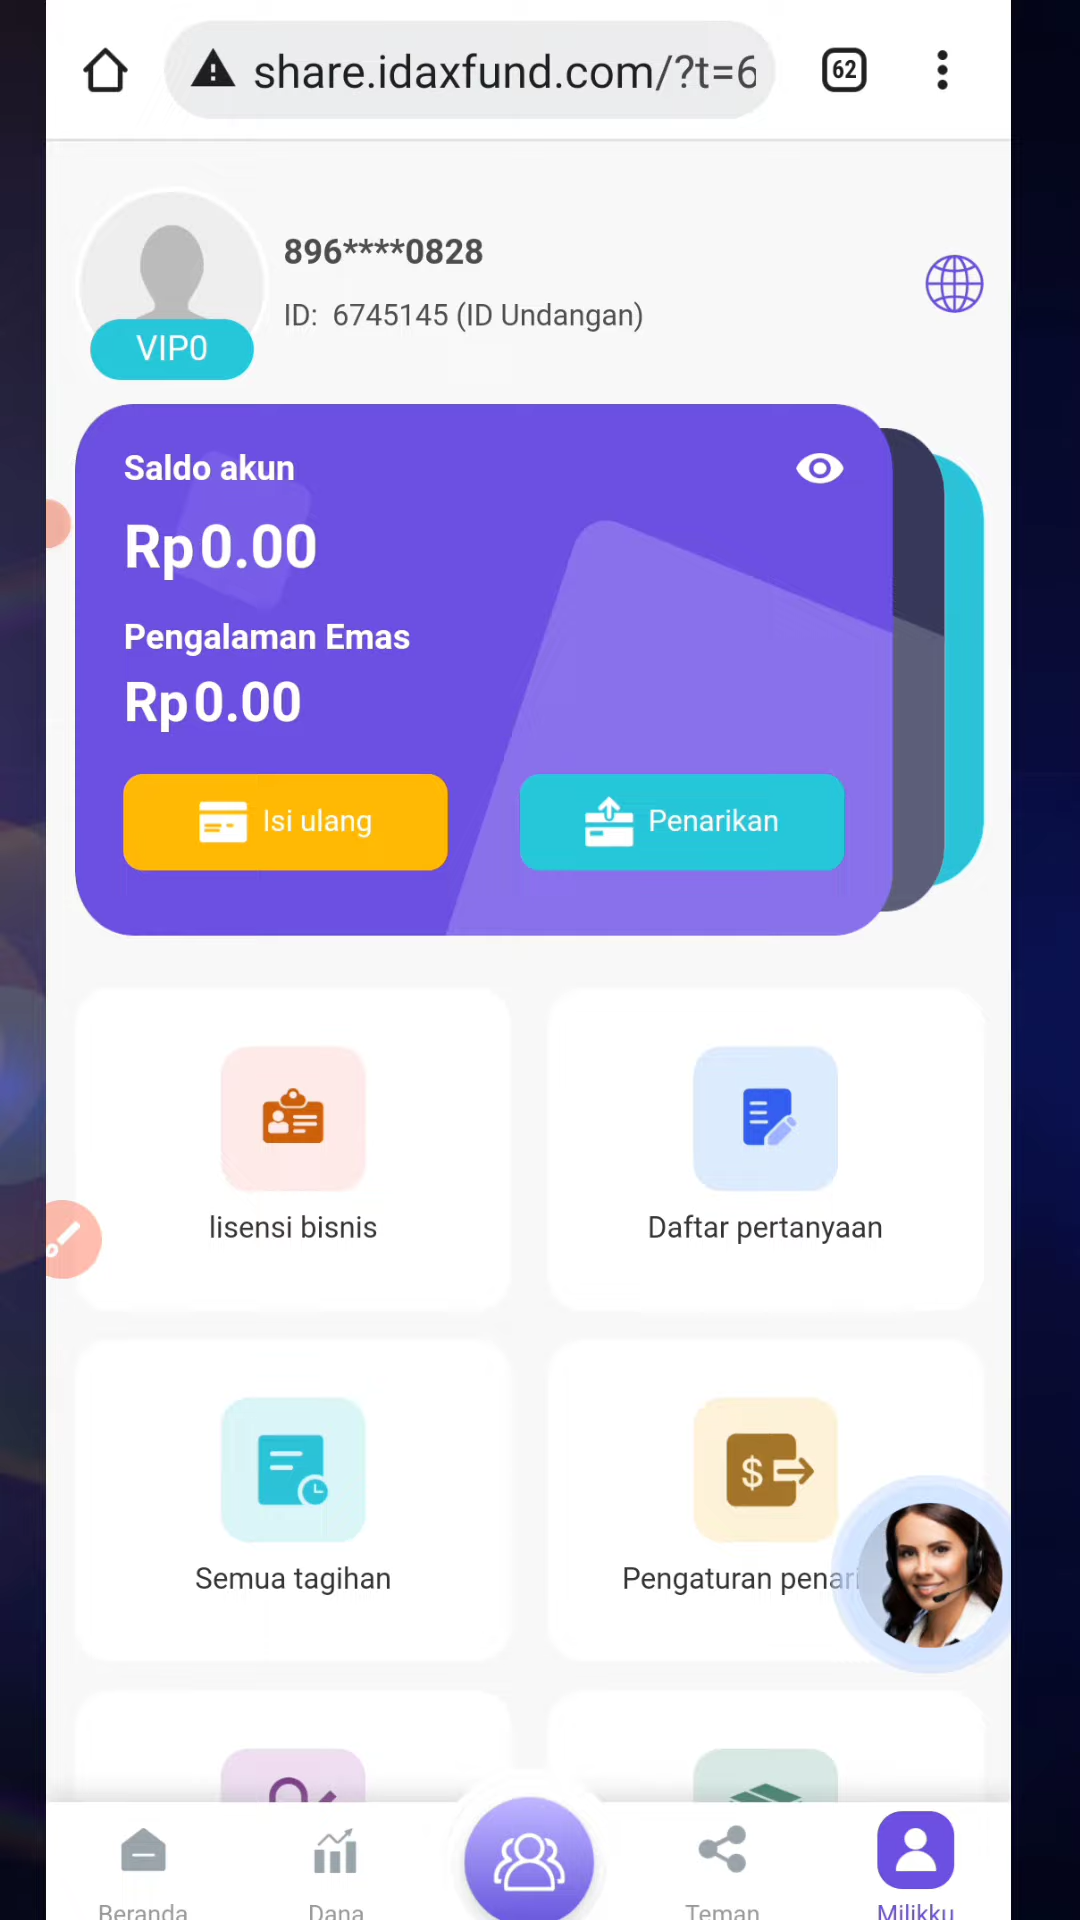 share.idaxfund.com/?t=6
62
896****0828
ID: 6745145 (ID Undangan)
VIP0
Saldo akun
Rp0.00
Pengalaman Emas
Rp0.00
Isi ulang
Penarikan
lisensi bisnis
Daftar pertanyaan
$
Semua tagihan
Pengaturan penari
Beranda
Dana
Teman
Milikku